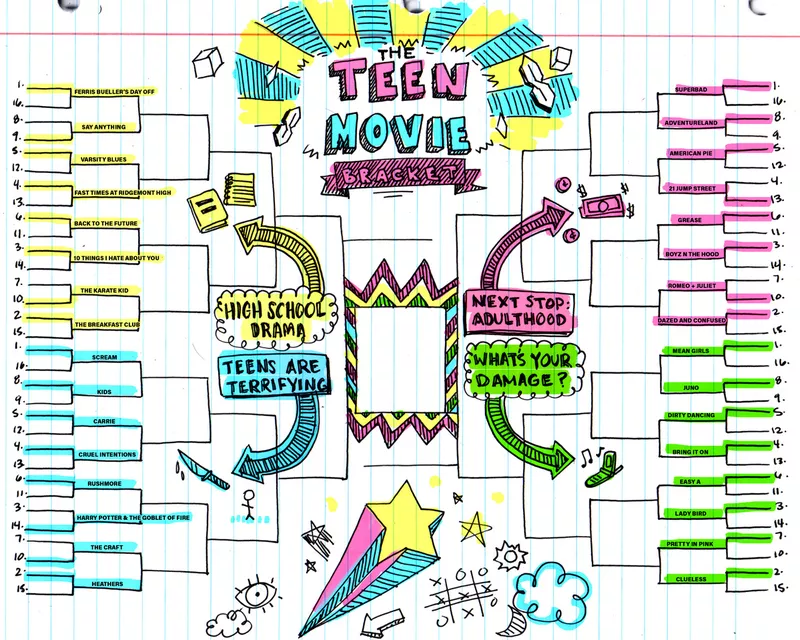 THE
TEEN
MOVIE
BRACKET
1.
16.
8.
9.
5.
12.
4.
13.
6.
11.
3.
14.
7.
10.
2.
15.
FERRIS BUELLER'S DAY OFF
SAY ANYTHING
VARSITY BLUES
FAST TIMES AT RIDGEMONT HIGH
BACK TO THE FUTURE
10 THINGS I HATE ABOUT YOU
THE KARATE KID
THE BREAKFAST CLUB
HIGH SCHOOL
DRAMA
1.
16.
8.
9.
5.
12.
4.
13.
6.
11.
3.
14.
7.
10.
2.
15.
SCREAM
KIDS
CARRIE
CRUEL INTENTIONS
RUSHMORE
HARRY POTTER & THE GOBLET OF FIRE
THE CRAFT
HEATHERS
TEENS ARE
TERRIFYING
NEXT STOP:
ADULTHOOD
SUPERBAD
ADVENTURELAND
AMERICAN PIE
21 JUMP STREET
GREASE
BOYZ N THE HOOD
ROMEO + JULIET
DAZED AND CONFUSED
1.
16.
8.
9.
5.
12.
4.
13.
6.
11.
3.
14.
7.
10.
2.
15.
WHAT'S YOUR
DAMAGE?
MEAN GIRLS
JUNO
DIRTY DANCING
BRING IT ON
EASY A
LADY BIRD
PRETTY IN PINK
CLUELESS
1.
16.
8.
9.
5.
12.
4.
13.
6.
11.
3.
14.
7.
10.
2.
15.